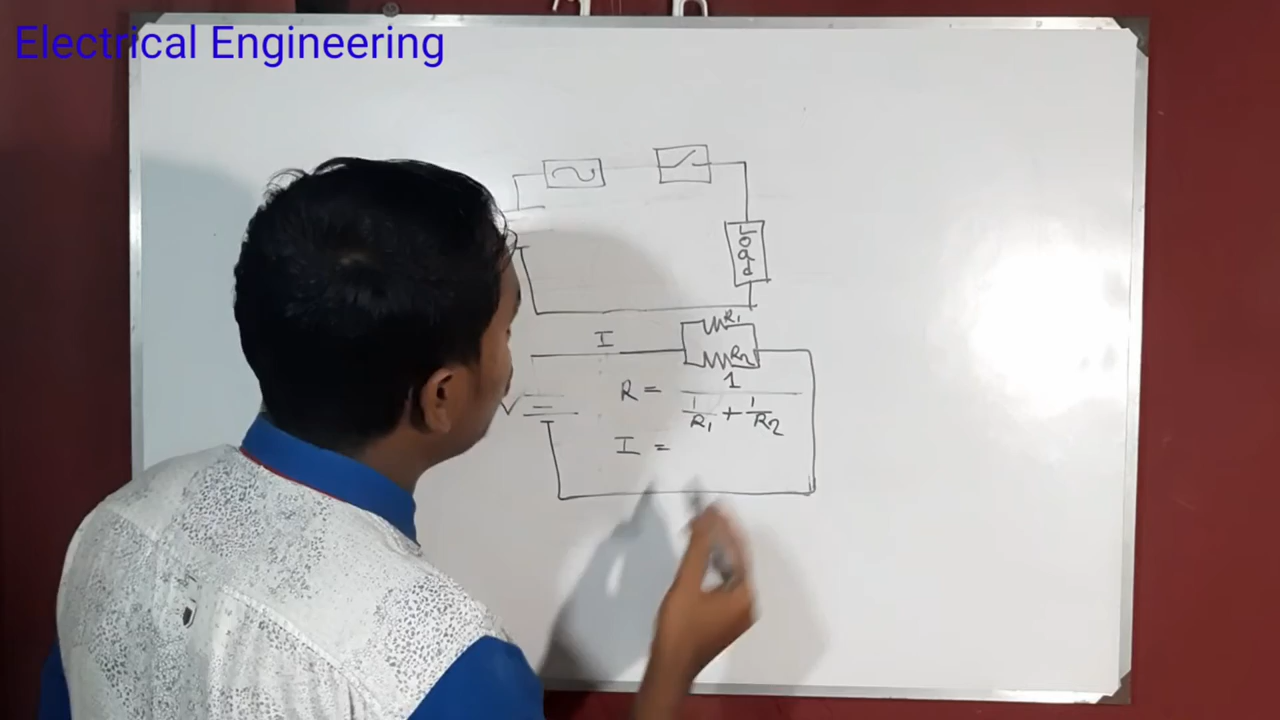 Electrical Engineering
Load
I
R1
R2
V
R = 1
1/R1 + 1/R2
I =